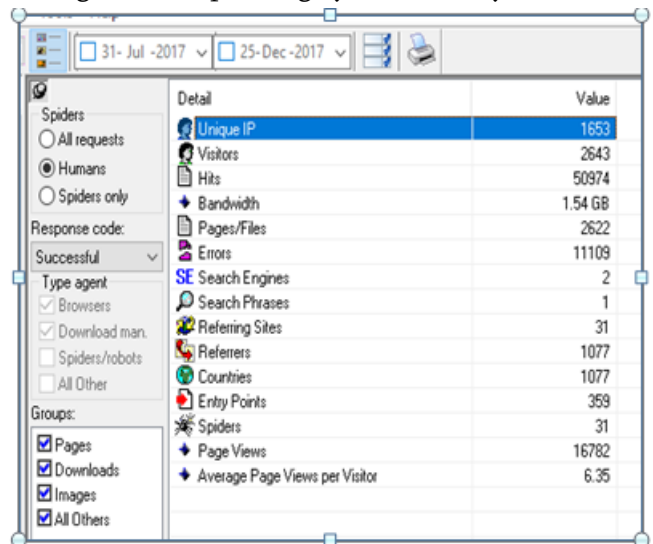 31- Jul -2017 25-Dec -2017
Spiders
All requests
Humans
Spiders only
Response code:
Successful
Type agent
Browsers
Download man.
Spiders/robots
All Other
Groups:
Pages
Downloads
Images
All Others
Detail Value
Unique IP 1653
Visitors 2643
Hits 50974
Bandwidth 1.54 GB
Pages/Files 2622
Errors 11109
SE Search Engines 2
Search Phrases 1
Referring Sites 31
Referrers 1077
Countries 1077
Entry Points 359
Spiders 31
Page Views 16782
Average Page Views per Visitor 6.35